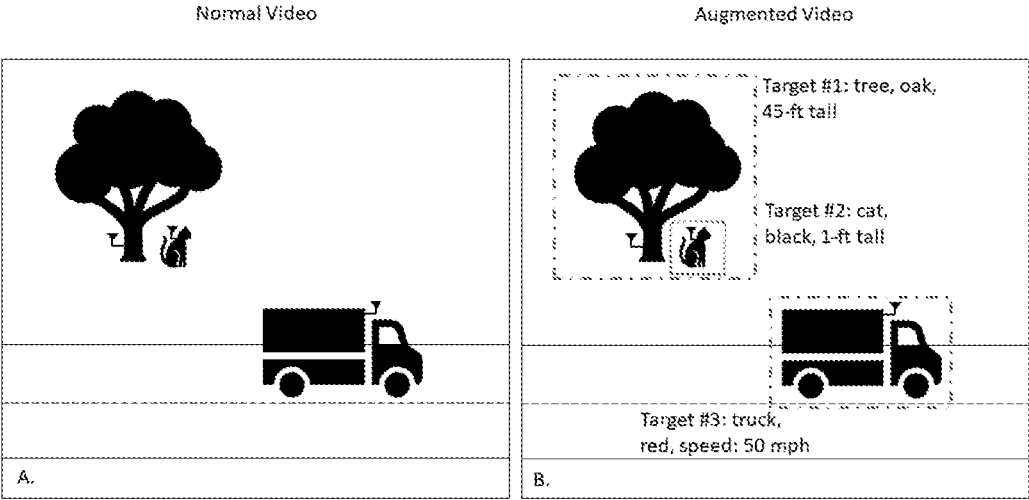 Normal Video
Augmented Video
Target #1: tree, oak,
45-ft tall
Target #2: cat,
black, 1-ft tall
Target #3: truck,
red, speed: 50 mph
A.
B.